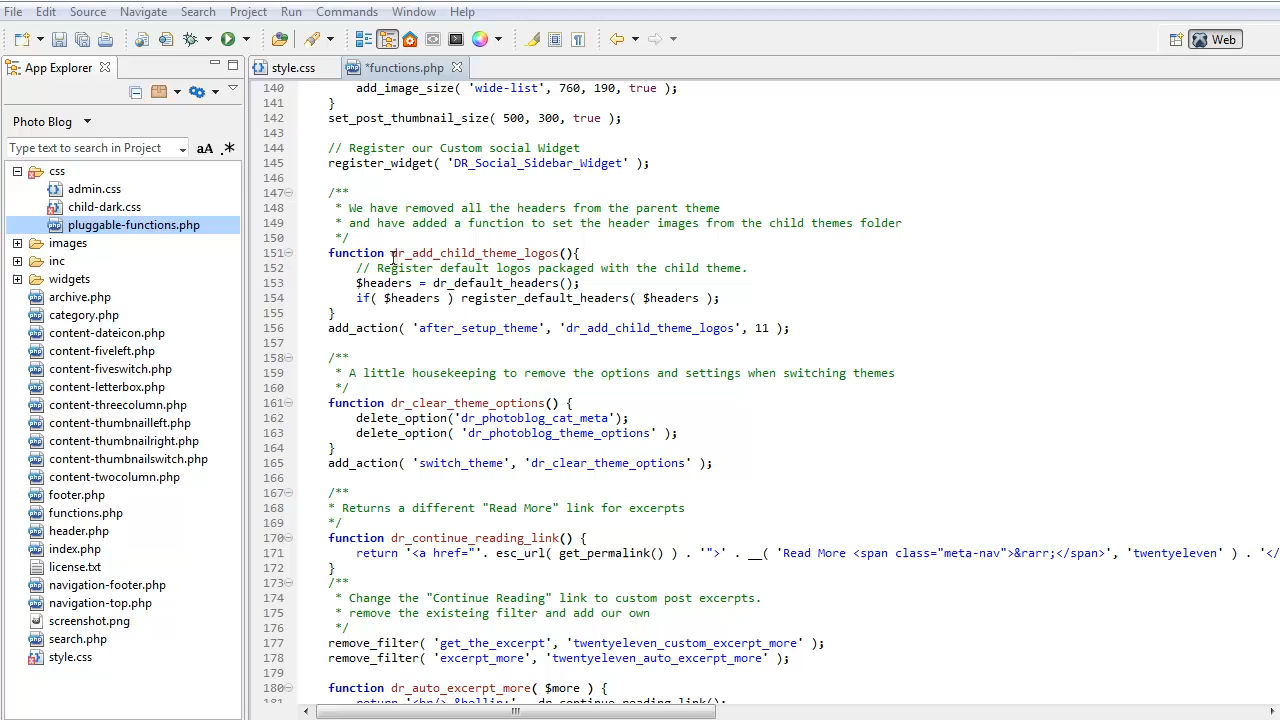 File Edit Source Navigate Search Project Run Commands Window Help
Web
App Explorer
style.css
*functions.php
Photo Blog
Type text to search in Project
aA .*
css
admin.css
child-dark.css
pluggable-functions.php
images
inc
widgets
archive.php
category.php
content-dateicon.php
content-fiveleft.php
content-fiveswitch.php
content-letterbox.php
content-threecolumn.php
content-thumbnailleft.php
content-thumbnailright.php
content-thumbnailswitch.php
content-twocolumn.php
footer.php
functions.php
header.php
index.php
license.txt
navigation-footer.php
navigation-top.php
screenshot.png
search.php
style.css
140 add_image_size( 'wide-list', 760, 190, true );
141 }
142 set_post_thumbnail_size( 500, 300, true );
143
144 // Register our Custom social Widget
145 register_widget( 'DR_Social_Sidebar_Widget' );
146
147 /**
148 * We have removed all the headers from the parent theme
149 * and have added a function to set the header images from the child themes folder
150 */
151 function dr_add_child_theme_logos(){
152 // Register default logos packaged with the child theme.
153 $headers = dr_default_headers();
154 if( $headers ) register_default_headers( $headers );
155 }
156 add_action( 'after_setup_theme', 'dr_add_child_theme_logos', 11 );
157
158 /**
159 * A little housekeeping to remove the options and settings when switching themes
160 */
161 function dr_clear_theme_options() {
162 delete_option('dr_photoblog_cat_meta');
163 delete_option( 'dr_photoblog_theme_options' );
164 }
165 add_action( 'switch_theme', 'dr_clear_theme_options' );
166
167 /**
168 * Returns a different "Read More" link for excerpts
169 */
170 function dr_continue_reading_link() {
171 return '<a href="'. esc_url( get_permalink() ) . '">' . __( 'Read More <span class="meta-nav">&rarr;</span>', 'twentyeleven' ) . '</
172 }
173 /**
174 * Change the "Continue Reading" link to custom post excerpts.
175 * remove the existeing filter and add our own
176 */
177 remove_filter( 'get_the_excerpt', 'twentyeleven_custom_excerpt_more' );
178 remove_filter( 'excerpt_more', 'twentyeleven_auto_excerpt_more' );
179
180 function dr_auto_excerpt_more( $more ) {
181 return '<br/> &hellip;' . dr_continue_reading_link();